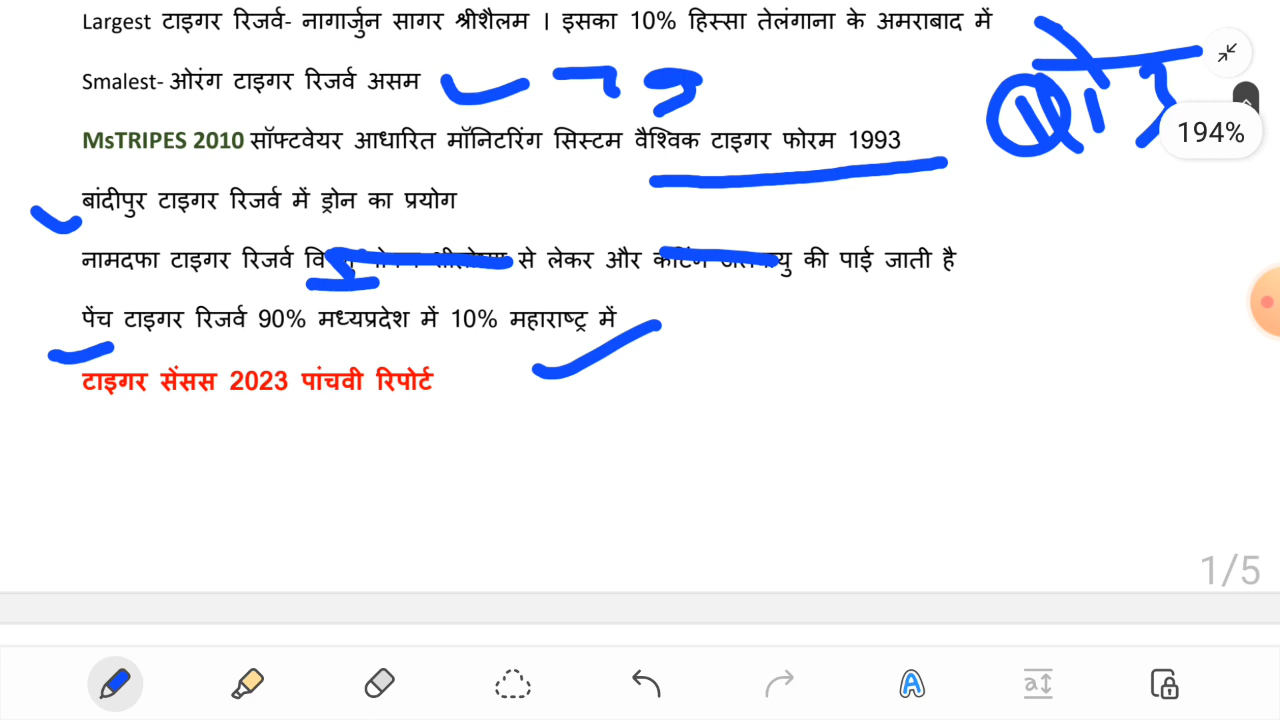 Largest टाइगर रिजर्व- नागार्जुन सागर श्रीशैलम । इसका 10% हिस्सा तेलंगाना के अमराबाद में
Smalest- ओरंग टाइगर रिजर्व असम
MsTRIPES 2010 सॉफ्टवेयर आधारित मॉनिटरिंग सिस्टम वैश्विक टाइगर फोरम 1993
194%
बांदीपुर टाइगर रिजर्व में ड्रोन का प्रयोग
नामदफा टाइगर रिजर्व से लेकर और की पाई जाती है
पेंच टाइगर रिजर्व 90% मध्यप्रदेश में 10% महाराष्ट्र में
टाइगर सेंसस 2023 पांचवी रिपोर्ट
1/5